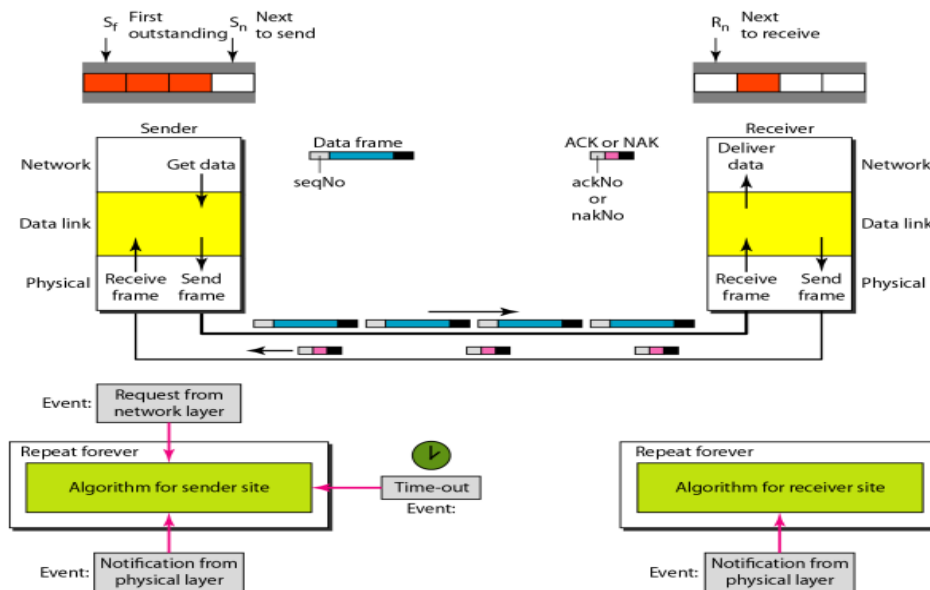 S_f First
outstanding
S_n Next
to send
R_n Next
to receive
Sender
Receiver
Data frame
seqNo
ACK or NAK
ackNo
or
nakNo
Network
Get data
Deliver
data
Network
Data link
Data link
Physical
Receive
frame
Send
frame
Receive
frame
Send
frame
Physical
Event:
Request from
network layer
Repeat forever
Algorithm for sender site
Time-out
Event:
Event:
Notification from
physical layer
Repeat forever
Algorithm for receiver site
Event:
Notification from
physical layer